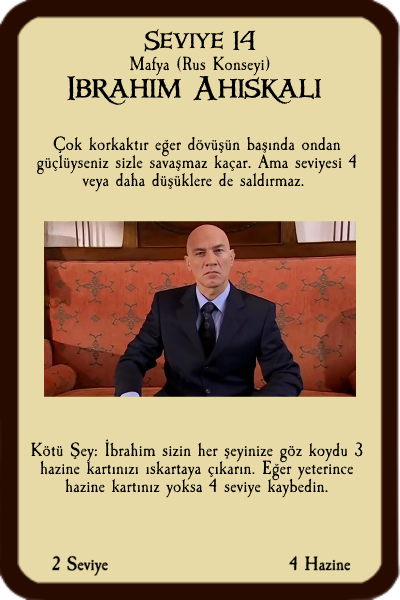 Seviye 14
Mafya (Rus Konseyi)
Ibrahim Ahiskali
Çok korkaktır eğer dövüşün başında ondan
güçlüyseniz sizle savaşmaz kaçar. Ama seviyesi 4
veya daha düşüklere de saldırmaz.
Kötü Şey: İbrahim sizin her şeyinize göz koydu 3
hazine kartınızı ıskartaya çıkarın. Eğer yeterince
hazine kartınız yoksa 4 seviye kaybedin.
2 Seviye
4 Hazine